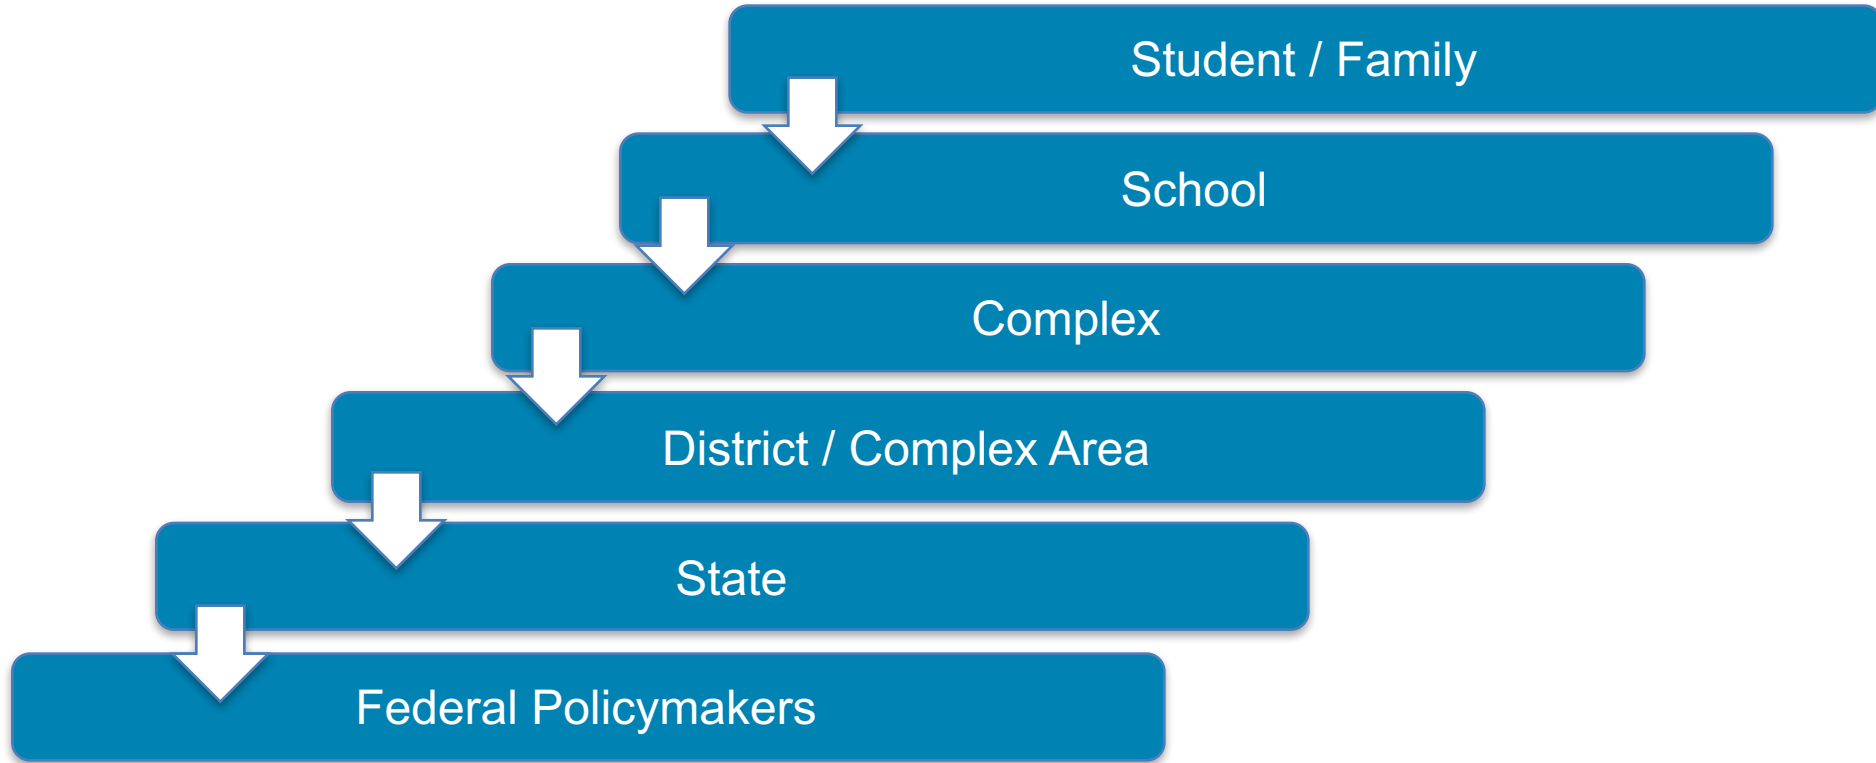 Student / Family
School
Complex
District / Complex Area
State
Federal Policymakers